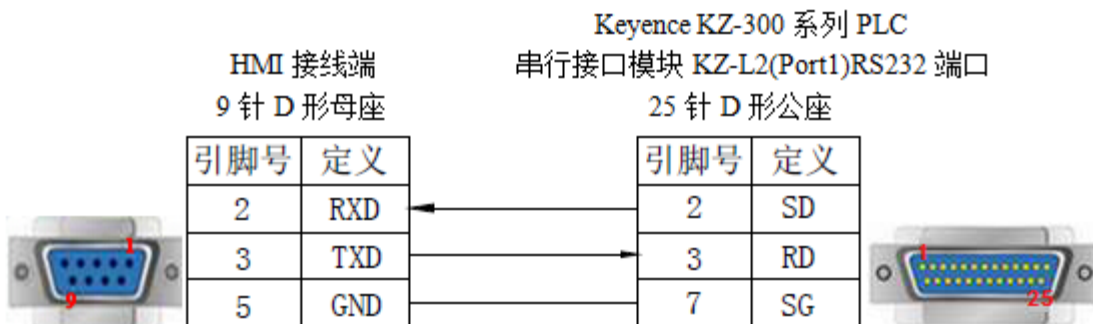 Keyence KZ-300 系列 PLC
HMI 接线端 串行接口模块 KZ-L2(Port1)RS232 端口
9 针 D 形母座 25 针 D 形公座
引脚号 定义 引脚号 定义
2 RXD 2 SD
1 3 TXD 3 RD 1
9 5 GND 7 SG 25